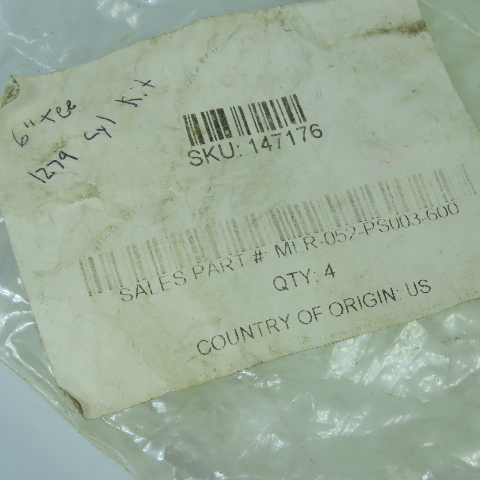 6" Tee
1279 Cyl Kit
SKU: 147176
SALES PART #: MLR-052-PS003-600
QTY: 4
COUNTRY OF ORIGIN: US